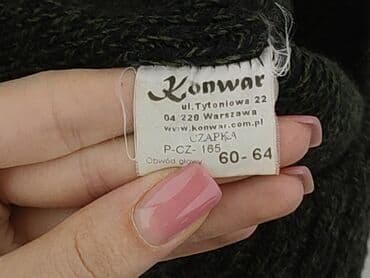 Konwar
ul.Tytoniowa 22
04 228 Warszawa
www.konwar.com.pl
CZAPKA
P-CZ- 165
Obwód głowy 60-64